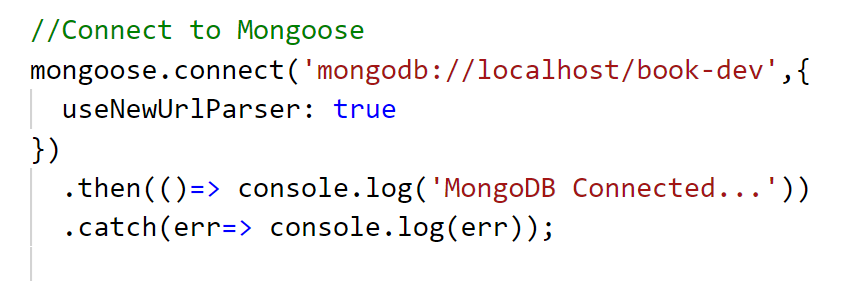 //Connect to Mongoose
mongoose.connect('mongodb://localhost/book-dev',{
  useNewUrlParser: true
})
  .then(()=> console.log('MongoDB Connected...'))
  .catch(err=> console.log(err));